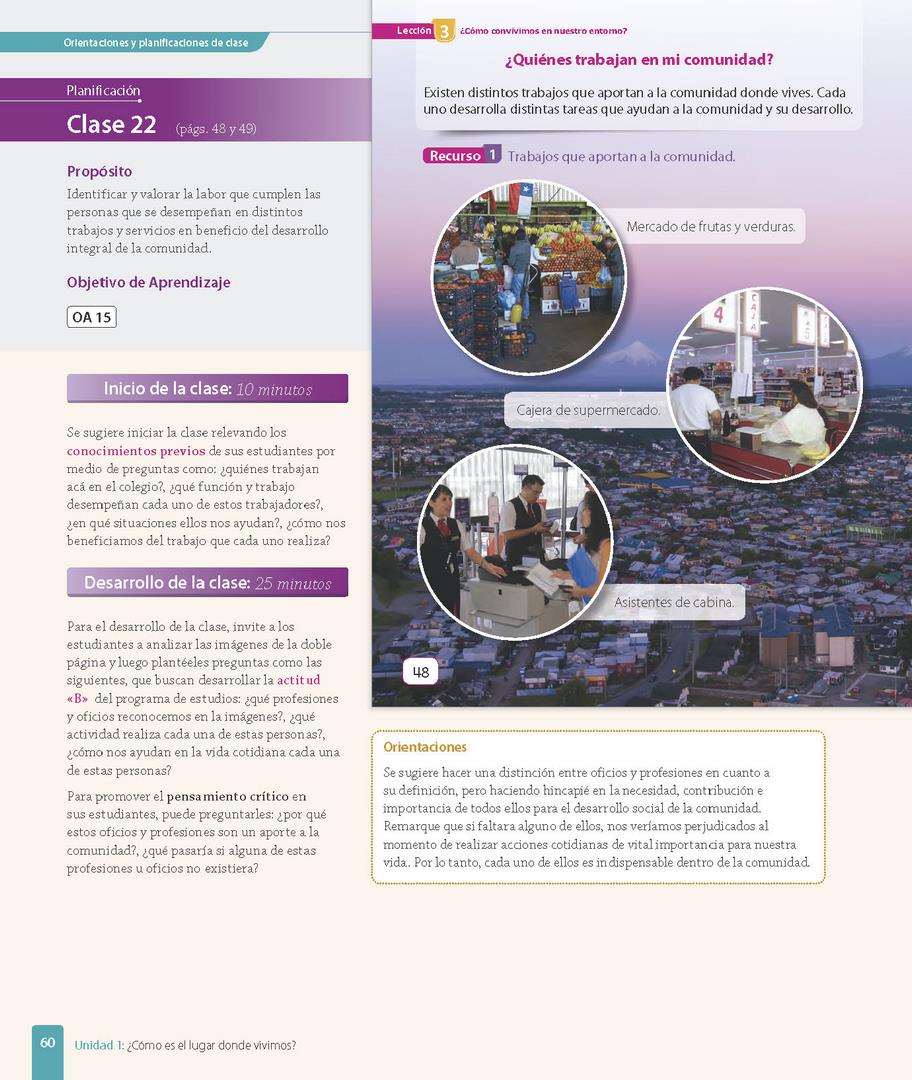 Orientaciones y planificaciones de clase
Planificación
Clase 22 (págs. 48 y 49)
Propósito
Identificar y valorar la labor que cumplen las
personas que se desempeñan en distintos
trabajos y servicios en beneficio del desarrollo
integral de la comunidad.
Objetivo de Aprendizaje
OA 15
Inicio de la clase: 10 minutos
Se sugiere iniciar la clase relevando los
conocimientos previos de sus estudiantes por
medio de preguntas como: ¿quiénes trabajan
acá en el colegio?, ¿qué función y trabajo
desempeñan cada uno de estos trabajadores?,
¿en qué situaciones ellos nos ayudan?, ¿cómo nos
beneficiamos del trabajo que cada uno realiza?
Desarrollo de la clase: 25 minutos
Para el desarrollo de la clase, invite a los
estudiantes a analizar las imágenes de la doble
página y luego plantéeles preguntas como las
siguientes, que buscan desarrollar la actitud
«B» del programa de estudios: ¿qué profesiones
y oficios reconocemos en la imágenes?, ¿qué
actividad realiza cada una de estas personas?,
¿cómo nos ayudan en la vida cotidiana cada una
de estas personas?
Para promover el pensamiento crítico en
sus estudiantes, puede preguntarles: ¿por qué
estos oficios y profesiones son un aporte a la
comunidad?, ¿qué pasaría si alguna de estas
profesiones u oficios no existiera?
Lección 3 ¿Cómo convivimos en nuestro entorno?
¿Quiénes trabajan en mi comunidad?
Existen distintos trabajos que aportan a la comunidad donde vives. Cada
uno desarrolla distintas tareas que ayudan a la comunidad y su desarrollo.
Recurso 1 Trabajos que aportan a la comunidad.
Mercado de frutas y verduras.
4
CAJA
5
Cajera de supermercado.
Asistentes de cabina.
48
Orientaciones
Se sugiere hacer una distinción entre oficios y profesiones en cuanto a
su definición, pero haciendo hincapié en la necesidad, contribución e
importancia de todos ellos para el desarrollo social de la comunidad.
Remarque que si faltara alguno de ellos, nos veríamos perjudicados al
momento de realizar acciones cotidianas de vital importancia para nuestra
vida. Por lo tanto, cada uno de ellos es indispensable dentro de la comunidad.
60 Unidad 1: ¿Cómo es el lugar donde vivimos?